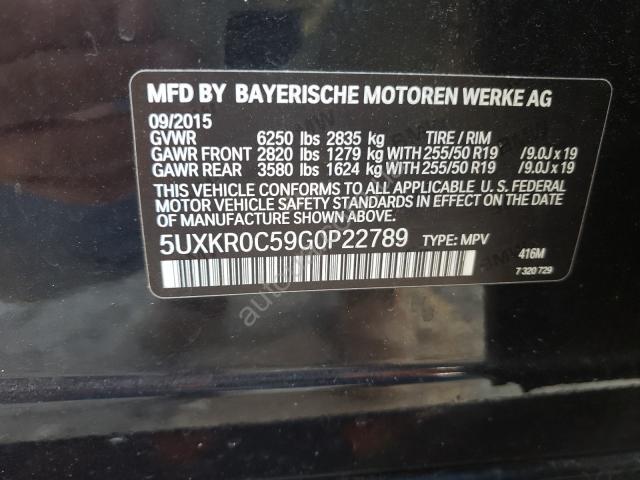 MFD BY BAYERISCHE MOTOREN WERKE AG
09/2015
GVWR 6250 lbs 2835 kg TIRE / RIM
GAWR FRONT 2820 lbs 1279 kg WITH 255/50 R19 /9.0J x 19
GAWR REAR 3580 lbs 1624 kg WITH 255/50 R19 /9.0J x 19
THIS VEHICLE CONFORMS TO ALL APPLICABLE U. S. FEDERAL
MOTOR VEHICLE SAFETY STANDARDS IN EFFECT ON THE DATE OF
MANUFACTURE SHOWN ABOVE.
5UXKR0C59G0P22789 TYPE: MPV
416M
7 320 729